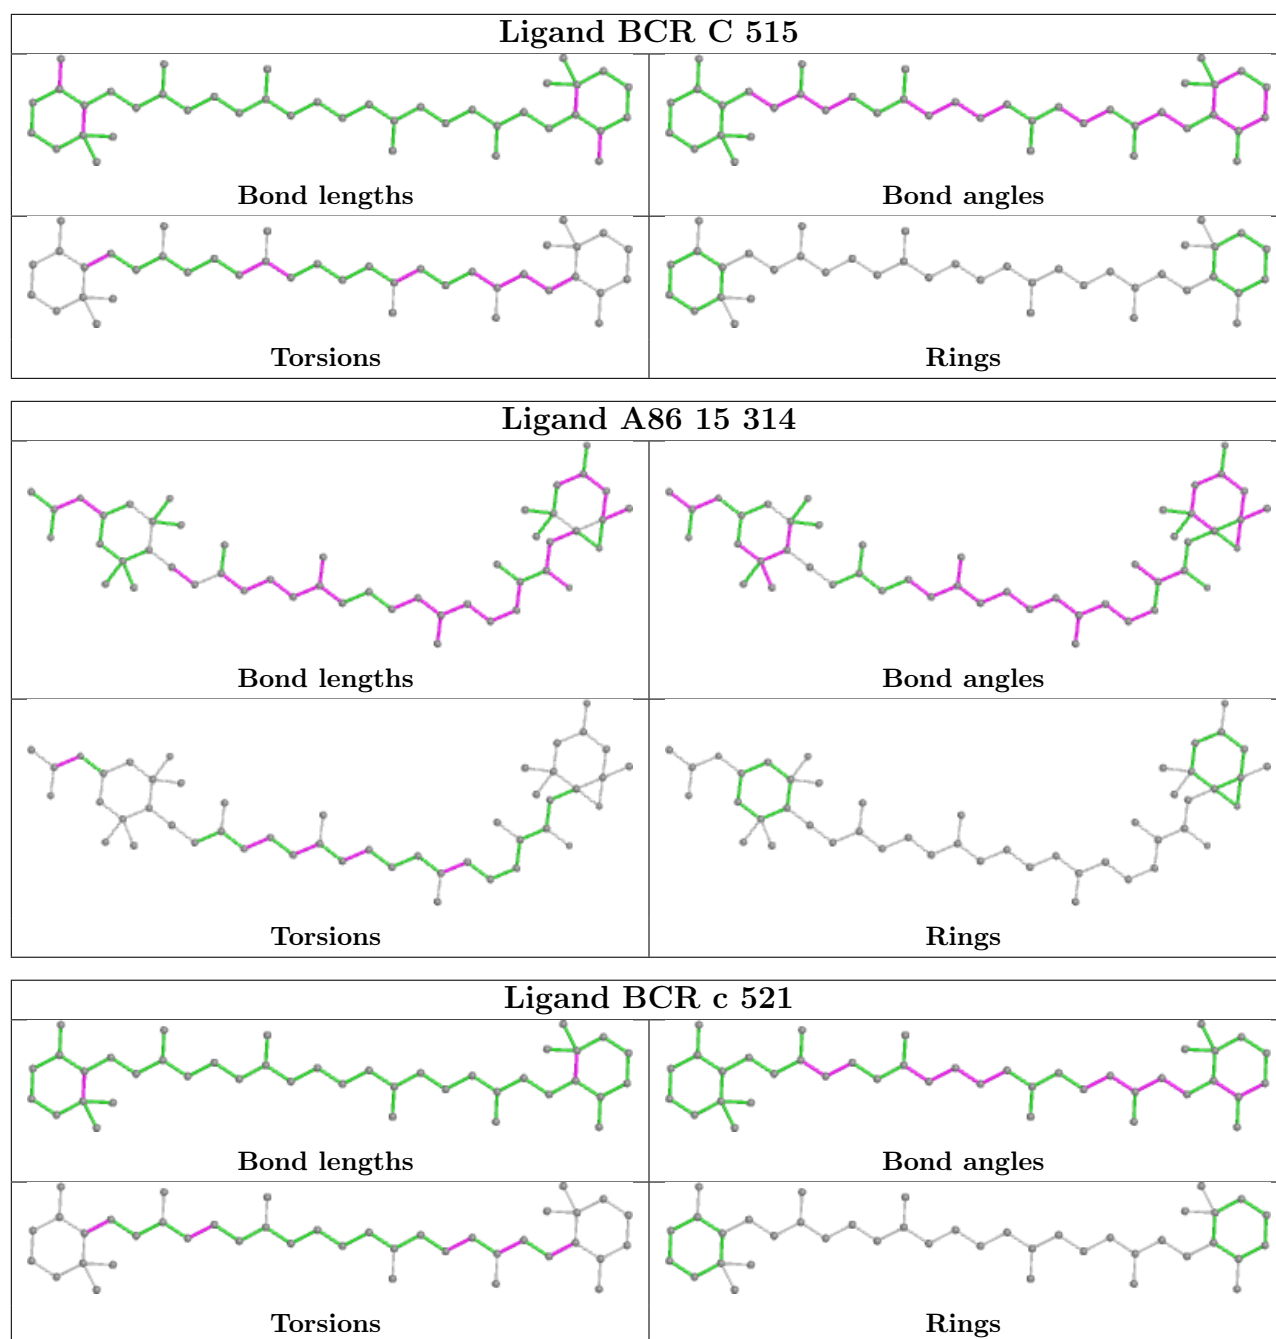 Ligand BCR C 515
Bond lengths
Bond angles
Torsions
Rings
Ligand A86 15 314
Bond lengths
Bond angles
Torsions
Rings
Ligand BCR c 521
Bond lengths
Bond angles
Torsions
Rings